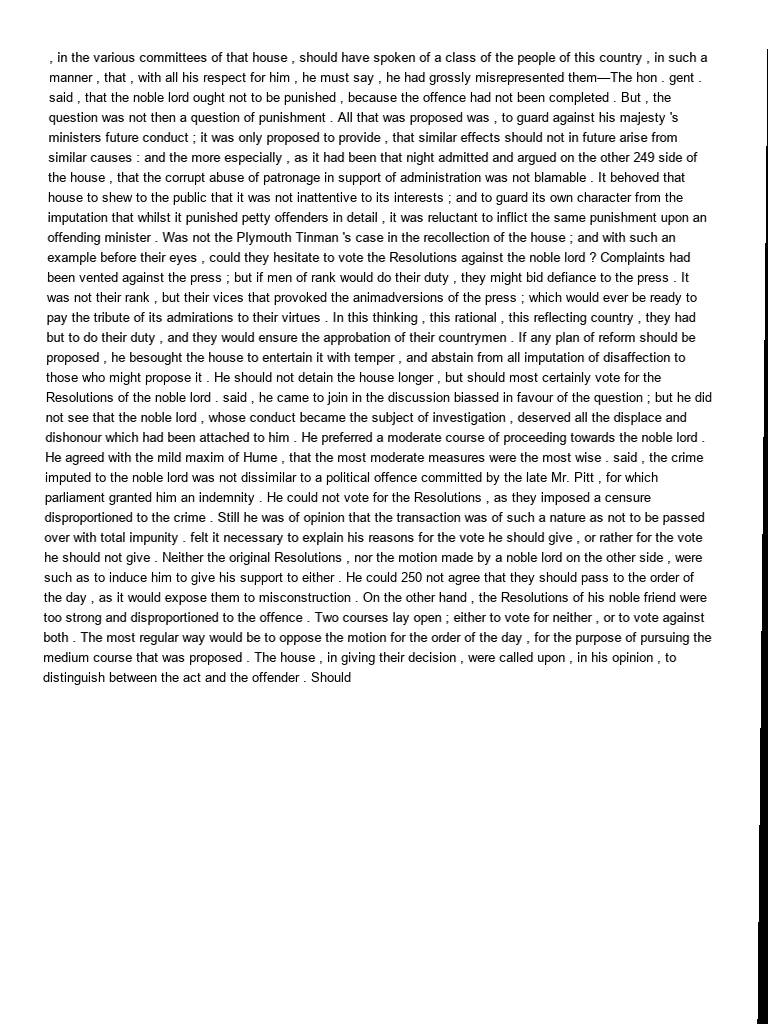 , in the various committees of that house , should have spoken of a class of the people of this country , in such a
manner , that , with all his respect for him , he must say , he had grossly misrepresented them—The hon . gent .
said , that the noble lord ought not to be punished , because the offence had not been completed . But , the
question was not then a question of punishment . All that was proposed was , to guard against his majesty 's
ministers future conduct ; it was only proposed to provide , that similar effects should not in future arise from
similar causes : and the more especially , as it had been that night admitted and argued on the other 249 side of
the house , that the corrupt abuse of patronage in support of administration was not blamable . It behoved that
house to shew to the public that it was not inattentive to its interests ; and to guard its own character from the
imputation that whilst it punished petty offenders in detail , it was reluctant to inflict the same punishment upon an
offending minister . Was not the Plymouth Tinman 's case in the recollection of the house ; and with such an
example before their eyes , could they hesitate to vote the Resolutions against the noble lord ? Complaints had
been vented against the press ; but if men of rank would do their duty , they might bid defiance to the press . It
was not their rank , but their vices that provoked the animadversions of the press ; which would ever be ready to
pay the tribute of its admirations to their virtues . In this thinking , this rational , this reflecting country , they had
but to do their duty , and they would ensure the approbation of their countrymen . If any plan of reform should be
proposed , he besought the house to entertain it with temper , and abstain from all imputation of disaffection to
those who might propose it . He should not detain the house longer , but should most certainly vote for the
Resolutions of the noble lord . said , he came to join in the discussion biassed in favour of the question ; but he did
not see that the noble lord , whose conduct became the subject of investigation , deserved all the displace and
dishonour which had been attached to him . He preferred a moderate course of proceeding towards the noble lord .
He agreed with the mild maxim of Hume , that the most moderate measures were the most wise . said , the crime
imputed to the noble lord was not dissimilar to a political offence committed by the late Mr. Pitt , for which
parliament granted him an indemnity . He could not vote for the Resolutions , as they imposed a censure
disproportioned to the crime . Still he was of opinion that the transaction was of such a nature as not to be passed
over with total impunity . felt it necessary to explain his reasons for the vote he should give , or rather for the vote
he should not give . Neither the original Resolutions , nor the motion made by a noble lord on the other side , were
such as to induce him to give his support to either . He could 250 not agree that they should pass to the order of
the day , as it would expose them to misconstruction . On the other hand , the Resolutions of his noble friend were
too strong and disproportioned to the offence . Two courses lay open ; either to vote for neither , or to vote against
both . The most regular way would be to oppose the motion for the order of the day , for the purpose of pursuing the
medium course that was proposed . The house , in giving their decision , were called upon , in his opinion , to
distinguish between the act and the offender . Should